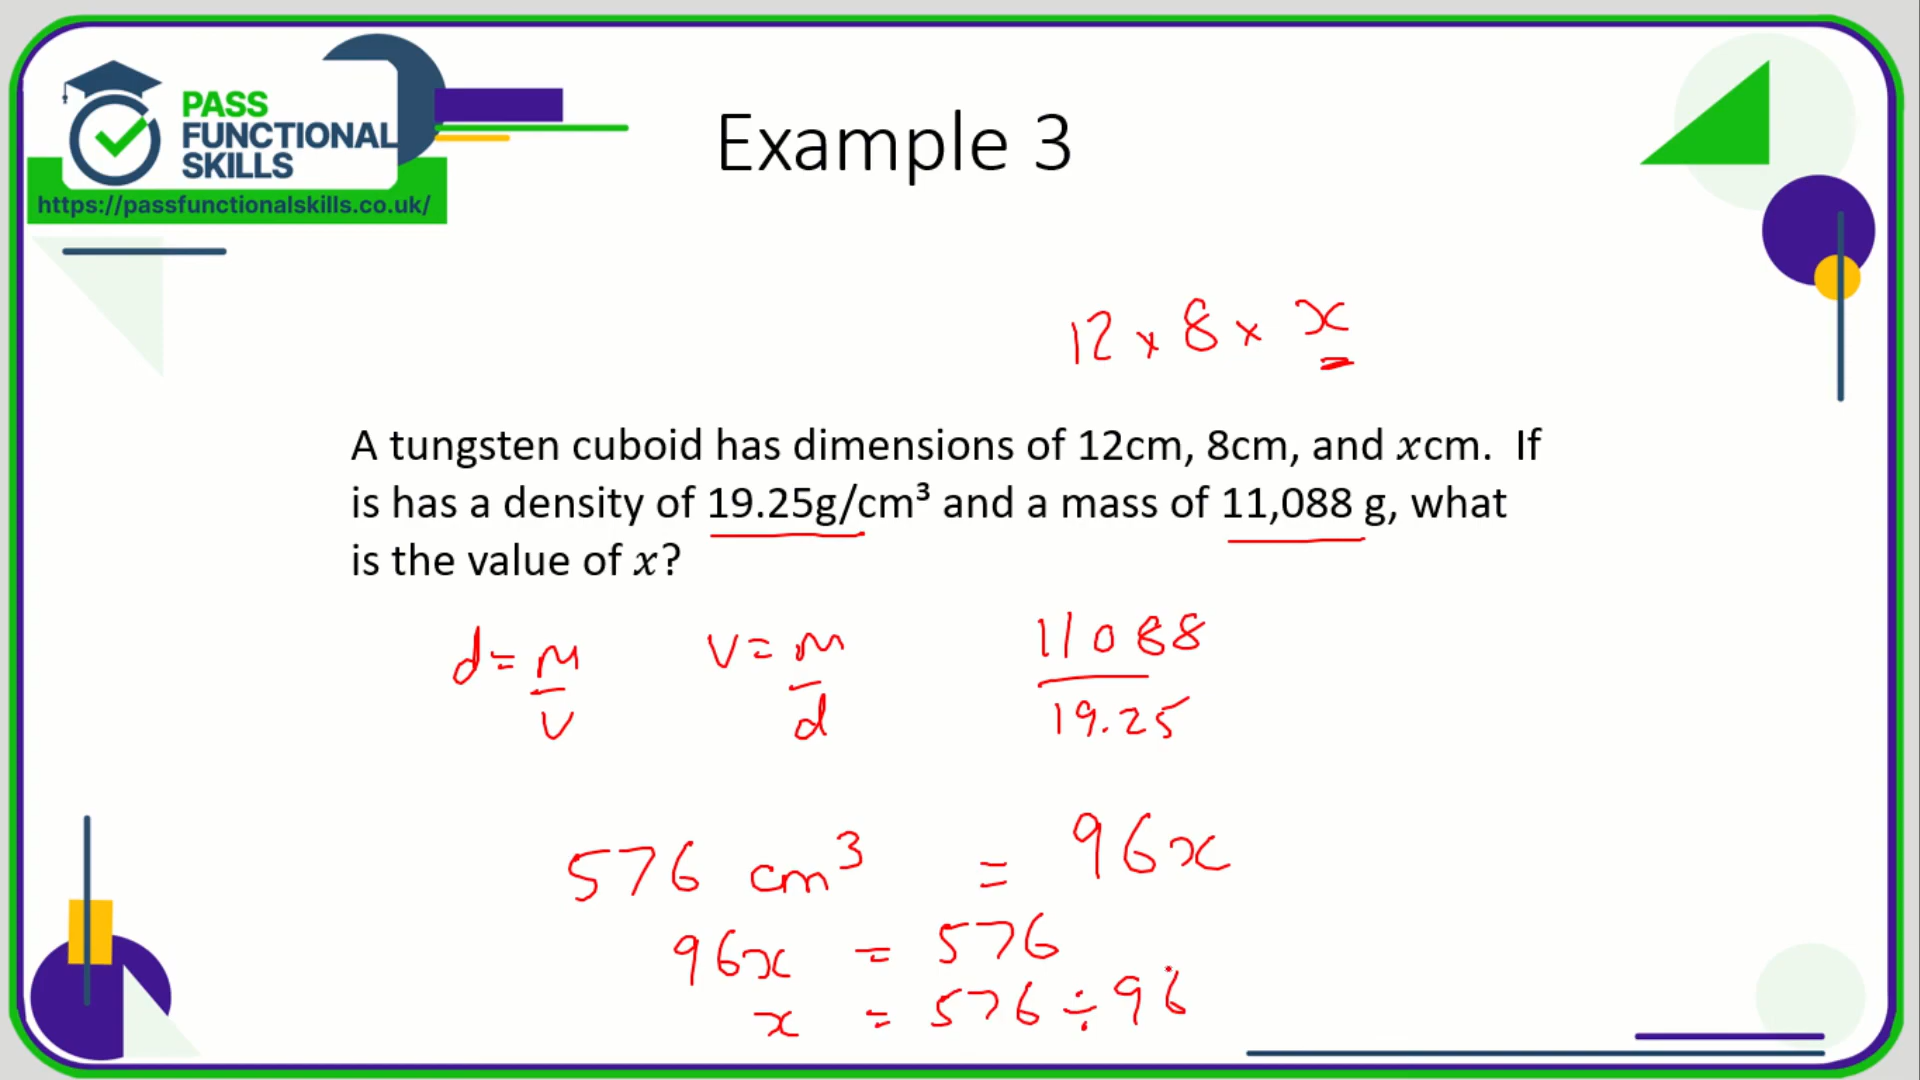 PASS
FUNCTIONAL
SKILLS
https://passfunctionalskills.co.uk/
Example 3
12 × 8 × x
A tungsten cuboid has dimensions of 12cm, 8cm, and xcm. If
is has a density of 19.25g/cm³ and a mass of 11,088 g, what
is the value of x?
d = m/v v = m/d 11088/19.25
576 cm³ = 96x
96x = 576
x = 576 ÷ 96